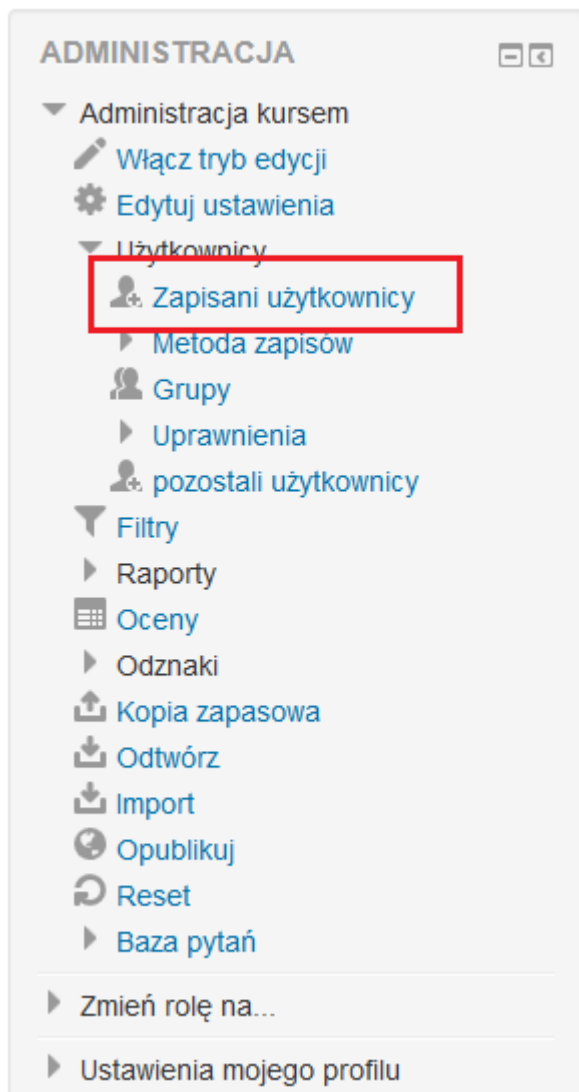 ADMINISTRACJA
Administracja kursem
Włącz tryb edycji
Edytuj ustawienia
Użytkownicy
Zapisani użytkownicy
Metoda zapisów
Grupy
Uprawnienia
pozostali użytkownicy
Filtry
Raporty
Oceny
Odznaki
Kopia zapasowa
Odtwórz
Import
Opublikuj
Reset
Baza pytań
Zmień rolę na...
Ustawienia mojego profilu